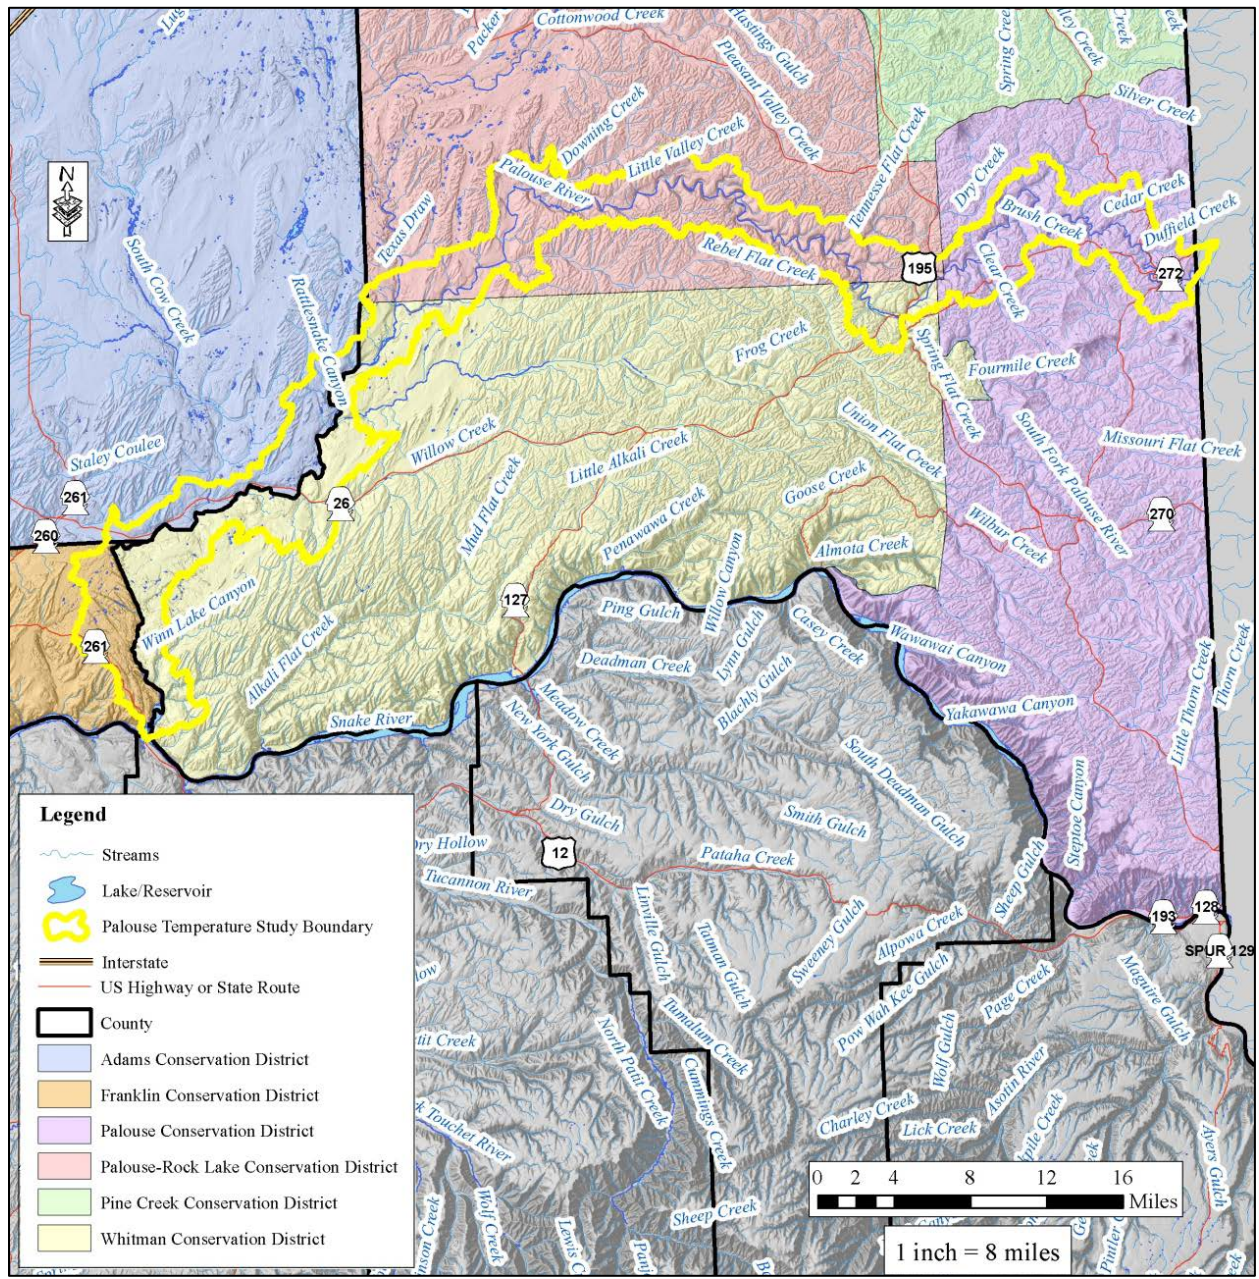 Cottonwood Creek
Packer
Hastings Gulch
Pleasant Valley Creek
Spring Creek
Silver Creek
Downing Creek
Little Valley Creek
Tennesse Flat Creek
Palouse River
Dry Creek
Cedar Creek
Brush Creek
Duffield Creek
N
Texas Draw
South Cow Creek
Rattlesnake Canyon
Rebel Flat Creek
195
Clear Creek
272
Frog Creek
Spring Flat Creek
Fourmile Creek
Staley Coulee
Willow Creek
Little Alkali Creek
Union Flat Creek
South Fork Palouse River
Missouri Flat Creek
261
26
Mud Flat Creek
Goose Creek
260
Penawawa Creek
Wilbur Creek
270
Almota Creek
Winn Lake Canyon
127
Ping Gulch
Willow Canyon
Casey Creek
261
Alkali Flat Creek
Deadman Creek
Lynn Gulch
Blachly Gulch
Wawawai Canyon
Little Thorn Creek
Thorn Creek
Snake River
Meadow Creek
New York Gulch
Yakawawa Canyon
South Deadman Gulch
Steptoe Canyon
Dry Gulch
Smith Gulch
12
Pataha Creek
Sheep Gulch
Tucannon River
Linville Gulch
Tatman Gulch
Sweeney Gulch
Alpowa Creek
193
128
SPUR 129
Pow Wah Kee Gulch
Page Creek
Maguire Gulch
North Patit Creek
Tumalum Creek
Cummings Creek
Wolf Gulch
Asotin River
Charley Creek
Lick Creek
Ayers Gulch
Touchet River
Wolf Creek
Sheep Creek
Legend
Streams
Lake/Reservoir
Palouse Temperature Study Boundary
Interstate
US Highway or State Route
County
Adams Conservation District
Franklin Conservation District
Palouse Conservation District
Palouse-Rock Lake Conservation District
Pine Creek Conservation District
Whitman Conservation District
0 2 4 8 12 16
Miles
1 inch = 8 miles